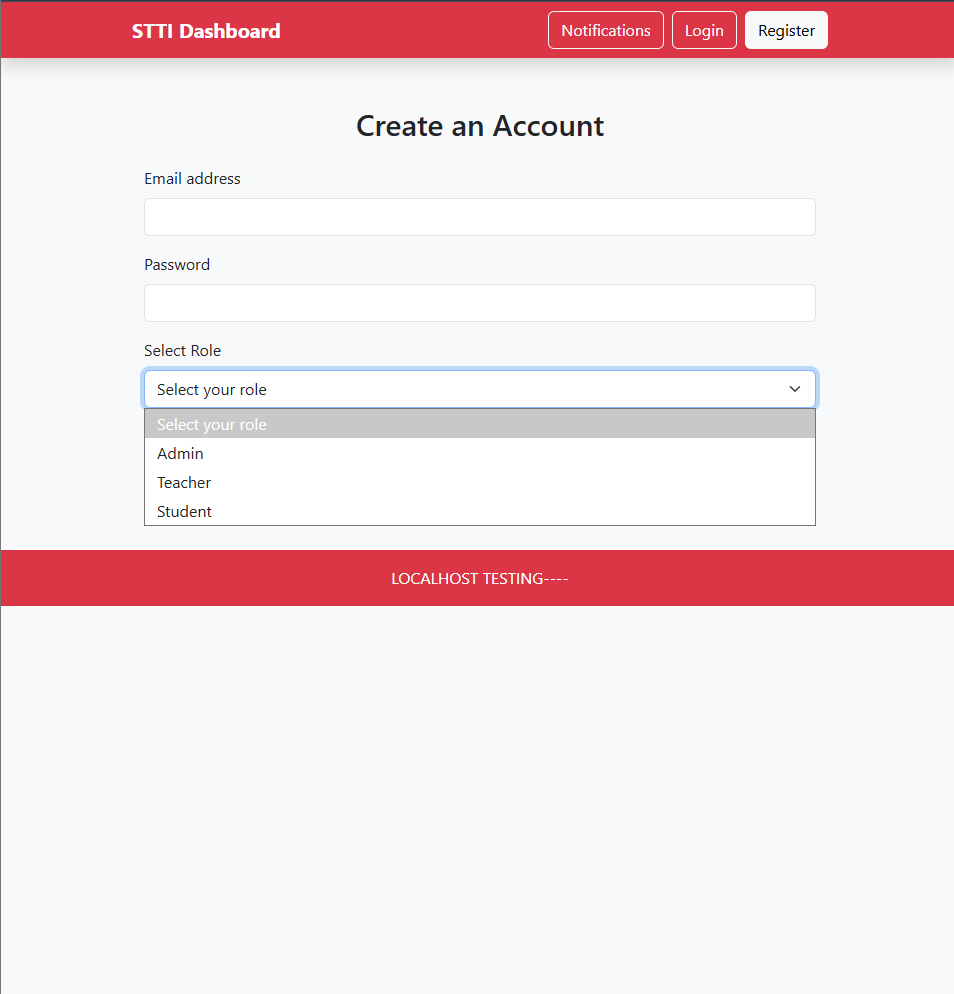 STTI Dashboard
Notifications
Login
Register
Create an Account
Email address
Password
Select Role
Select your role
Select your role
Admin
Teacher
Student
LOCALHOST TESTING----